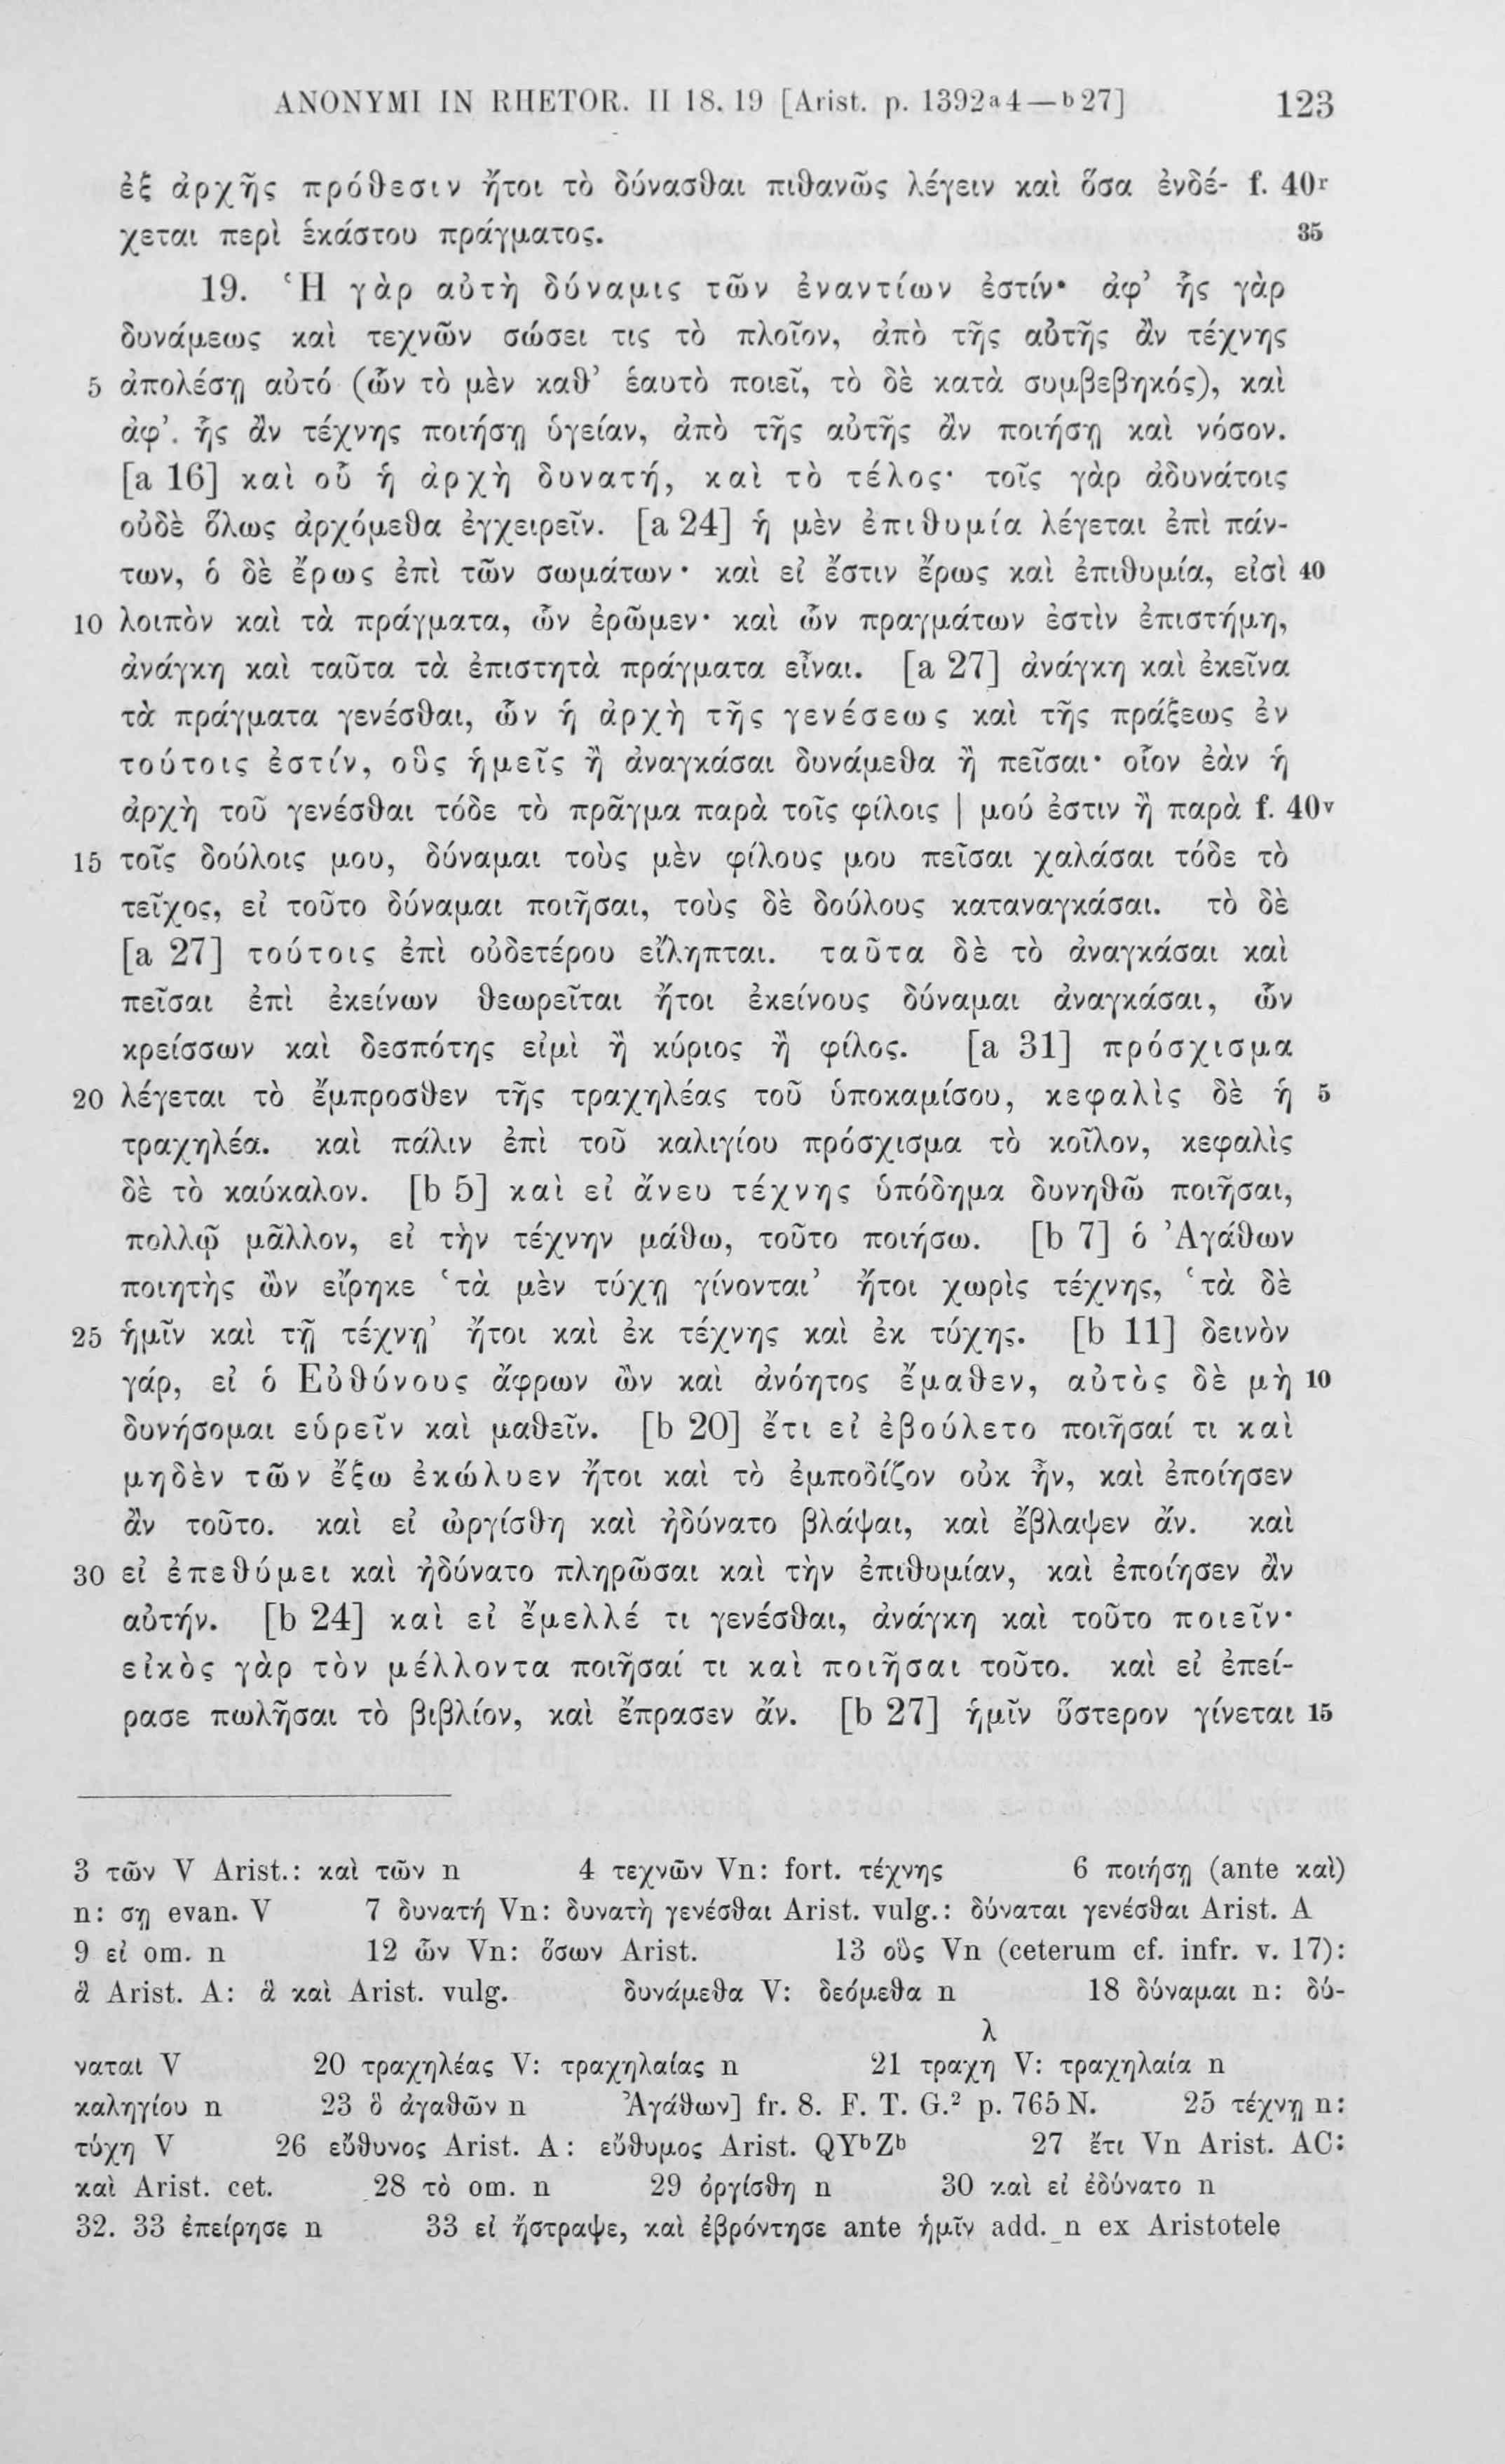 ANONYMI IN RHETOR. II 18. 19 [Arist. p. 1392ᵃ4—ᵇ27] 123
ἐξ ἀρχῆς πρόθεσιν ἤτοι τὸ δύνασθαι πιθανῶς λέγειν καὶ ὅσα ἐνδέ- f. 40ʳ
χεται περὶ ἑκάστου πράγματος. 35
19. Ἡ γὰρ αὐτὴ δύναμις τῶν ἐναντίων ἐστίν· ἀφ’ ἧς γὰρ
δυνάμεως καὶ τεχνῶν σώσει τις τὸ πλοῖον, ἀπὸ τῆς αὐτῆς ἂν τέχνης
5 ἀπολέσῃ αὐτό (ὧν τὸ μὲν καθ’ ἑαυτὸ ποιεῖ, τὸ δὲ κατὰ συμβεβηκός), καὶ
ἀφ’ ἧς ἂν τέχνης ποιήσῃ ὑγείαν, ἀπὸ τῆς αὐτῆς ἂν ποιήσῃ καὶ νόσον.
[a 16] καὶ οὗ ἡ ἀρχὴ δυνατή, καὶ τὸ τέλος· τοῖς γὰρ ἀδυνάτοις
οὐδὲ ὅλως ἀρχόμεθα ἐγχειρεῖν. [a 24] ἡ μὲν ἐπιθυμία λέγεται ἐπὶ πάν-
των, ὁ δὲ ἔρως ἐπὶ τῶν σωμάτων· καὶ εἰ ἔστιν ἔρως καὶ ἐπιθυμία, εἰσὶ 40
10 λοιπὸν καὶ τὰ πράγματα, ὧν ἐρῶμεν· καὶ ὧν πραγμάτων ἐστὶν ἐπιστήμη,
ἀνάγκη καὶ ταῦτα τὰ ἐπιστητὰ πράγματα εἶναι. [a 27] ἀνάγκη καὶ ἐκεῖνα
τὰ πράγματα γενέσθαι, ὧν ἡ ἀρχὴ τῆς γενέσεως καὶ τῆς πράξεως ἐν
τούτοις ἐστίν, οὓς ἡμεῖς ἢ ἀναγκάσαι δυνάμεθα ἢ πεῖσαι· οἷον ἐὰν ἡ
ἀρχὴ τοῦ γενέσθαι τόδε τὸ πρᾶγμα παρὰ τοῖς φίλοις | μού ἐστιν ἢ παρὰ f. 40ᵛ
15 τοῖς δούλοις μου, δύναμαι τοὺς μὲν φίλους μου πεῖσαι χαλάσαι τόδε τὸ
τεῖχος, εἰ τοῦτο δύναμαι ποιῆσαι, τοὺς δὲ δούλους καταναγκάσαι. τὸ δὲ
[a 27] τούτοις ἐπὶ οὐδετέρου εἴληπται. ταῦτα δὲ τὸ ἀναγκάσαι καὶ
πεῖσαι ἐπὶ ἐκείνων θεωρεῖται ἤτοι ἐκείνους δύναμαι ἀναγκάσαι, ὧν
κρείσσων καὶ δεσπότης εἰμὶ ἢ κύριος ἢ φίλος. [a 31] πρόσχισμα
20 λέγεται τὸ ἔμπροσθεν τῆς τραχηλέας τοῦ ὑποκαμίσου, κεφαλὶς δὲ ἡ 5
τραχηλέα. καὶ πάλιν ἐπὶ τοῦ καλιγίου πρόσχισμα τὸ κοῖλον, κεφαλὶς
δὲ τὸ καύκαλον. [b 5] καὶ εἰ ἄνευ τέχνης ὑπόδημα δυνηθῶ ποιῆσαι,
πολλῷ μᾶλλον, εἰ τὴν τέχνην μάθω, τοῦτο ποιήσω. [b 7] ὁ Ἀγάθων
ποιητὴς ὢν εἴρηκε ‘τὰ μὲν τύχῃ γίνονται’ ἤτοι χωρὶς τέχνης, ‘τὰ δὲ
25 ἡμῖν καὶ τῇ τέχνῃ’ ἤτοι καὶ ἐκ τέχνης καὶ ἐκ τύχης. [b 11] δεινὸν
γάρ, εἰ ὁ Εὐθύνους ἄφρων ὢν καὶ ἀνόητος ἔμαθεν, αὐτὸς δὲ μὴ 10
δυνήσομαι εὑρεῖν καὶ μαθεῖν. [b 20] ἔτι εἰ ἐβούλετο ποιῆσαί τι καὶ
μηδὲν τῶν ἔξω ἐκώλυεν ἤτοι καὶ τὸ ἐμποδίζον οὐκ ἦν, καὶ ἐποίησεν
ἂν τοῦτο. καὶ εἰ ὠργίσθη καὶ ἠδύνατο βλάψαι, καὶ ἔβλαψεν ἄν. καὶ
30 εἰ ἐπεθύμει καὶ ἠδύνατο πληρῶσαι καὶ τὴν ἐπιθυμίαν, καὶ ἐποίησεν ἂν
αὐτήν. [b 24] καὶ εἰ ἔμελλέ τι γενέσθαι, ἀνάγκη καὶ τοῦτο ποιεῖν·
εἰκὸς γὰρ τὸν μέλλοντα ποιῆσαί τι καὶ ποιῆσαι τοῦτο. καὶ εἰ ἐπεί-
ρασε πωλῆσαι τὸ βιβλίον, καὶ ἔπρασεν ἄν. [b 27] ἡμῖν ὕστερον γίνεται 15
3 τῶν V Arist.: καὶ τῶν n 4 τεχνῶν Vn: fort. τέχνης 6 ποιήσῃ (ante καὶ)
n: σῃ evan. V 7 δυνατή Vn: δυνατὴ γενέσθαι Arist. vulg.: δύναται γενέσθαι Arist. A
9 εἰ om. n 12 ὧν Vn: ὅσων Arist. 13 οὓς Vn (ceterum cf. infr. v. 17):
ἃ Arist. A: ἃ καὶ Arist. vulg. δυνάμεθα V: δεόμεθα n 18 δύναμαι n: δύ-
ναται V 20 τραχηλέας V: τραχηλαίας n 21 τραχηλ V: τραχηλαία n
καληγίου n 23 ὃ ἀγαθῶν n Ἀγάθων] fr. 8. F. T. G.² p. 765 N. 25 τέχνῃ n:
τύχῃ V 26 εὔθυνος Arist. A: εὔθυμος Arist. QYᵇZᵇ 27 ἔτι Vn Arist. AC:
καὶ Arist. cet. 28 τὸ om. n 29 ὀργίσθη n 30 καὶ εἰ ἐδύνατο n
32. 33 ἐπείρησε n 33 εἰ ἤστραψε, καὶ ἐβρόντησε ante ἡμῖν add. n ex Aristotele